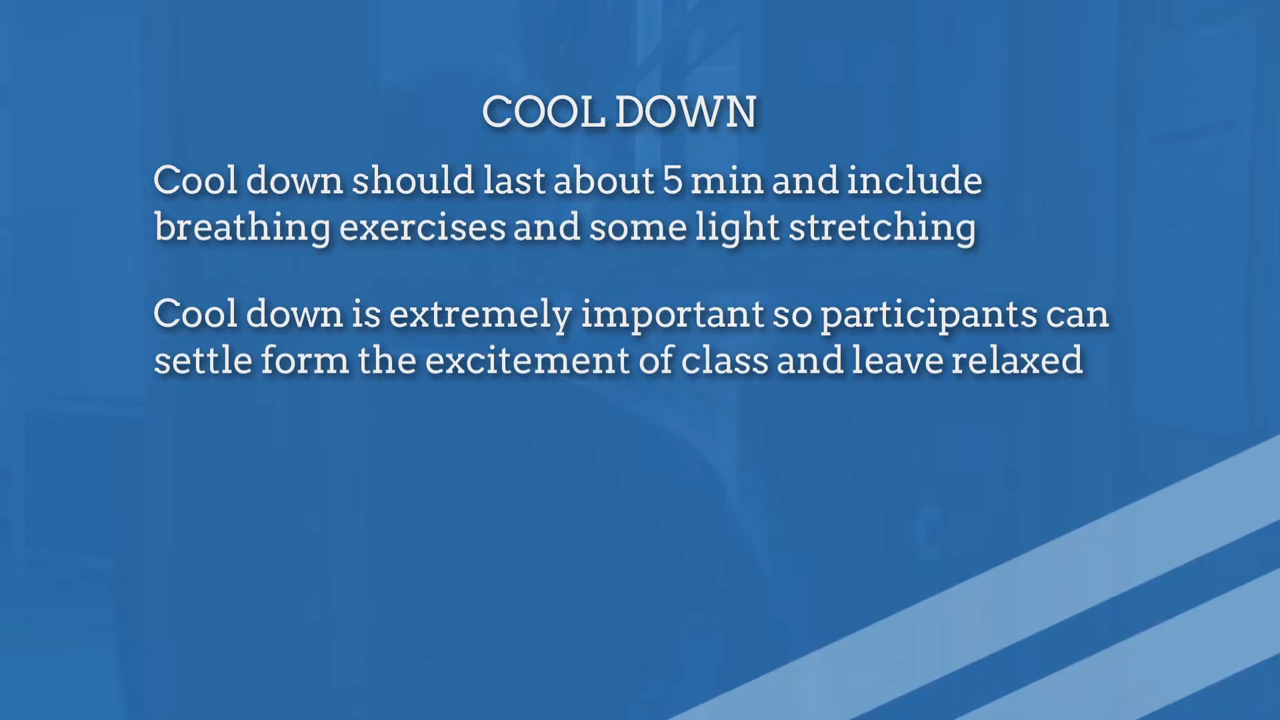 COOL DOWN
Cool down should last about 5 min and include
breathing exercises and some light stretching
Cool down is extremely important so participants can
settle form the excitement of class and leave relaxed